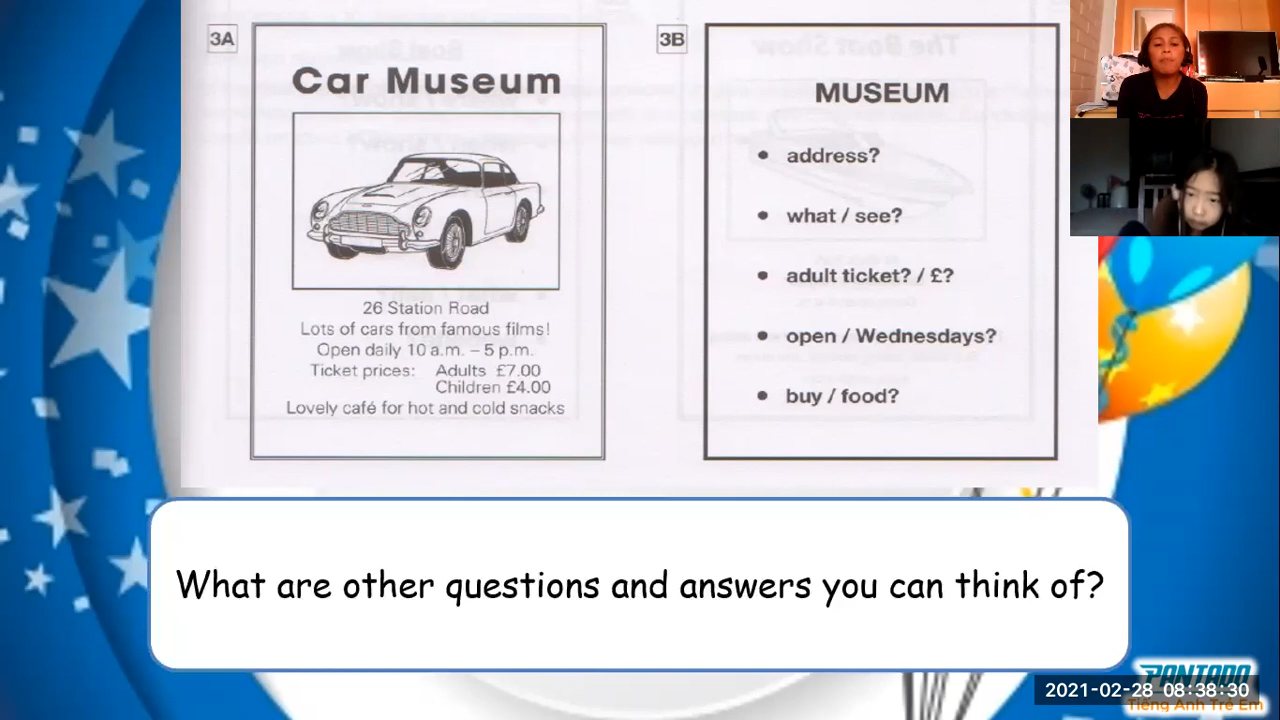 3A
Car Museum
26 Station Road
Lots of cars from famous films!
Open daily 10 a.m. – 5 p.m.
Ticket prices: Adults £7.00
Children £4.00
Lovely café for hot and cold snacks
3B
MUSEUM
• address?
• what / see?
• adult ticket? / £?
• open / Wednesdays?
• buy / food?
What are other questions and answers you can think of?
PANTADO
2021-02-28 08:38:30
Tiếng Anh Trẻ Em